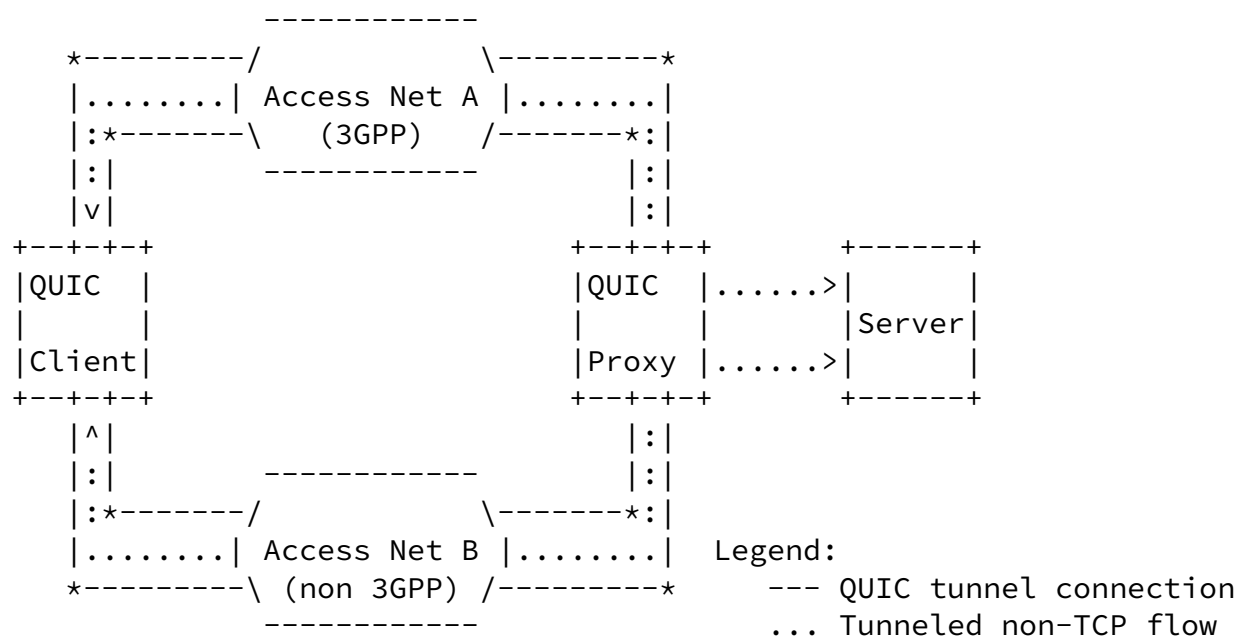 Access Net A
(3GPP)
QUIC QUIC
Server
Client Proxy
Access Net B Legend:
(non 3GPP) --- QUIC tunnel connection
... Tunneled non-TCP flow